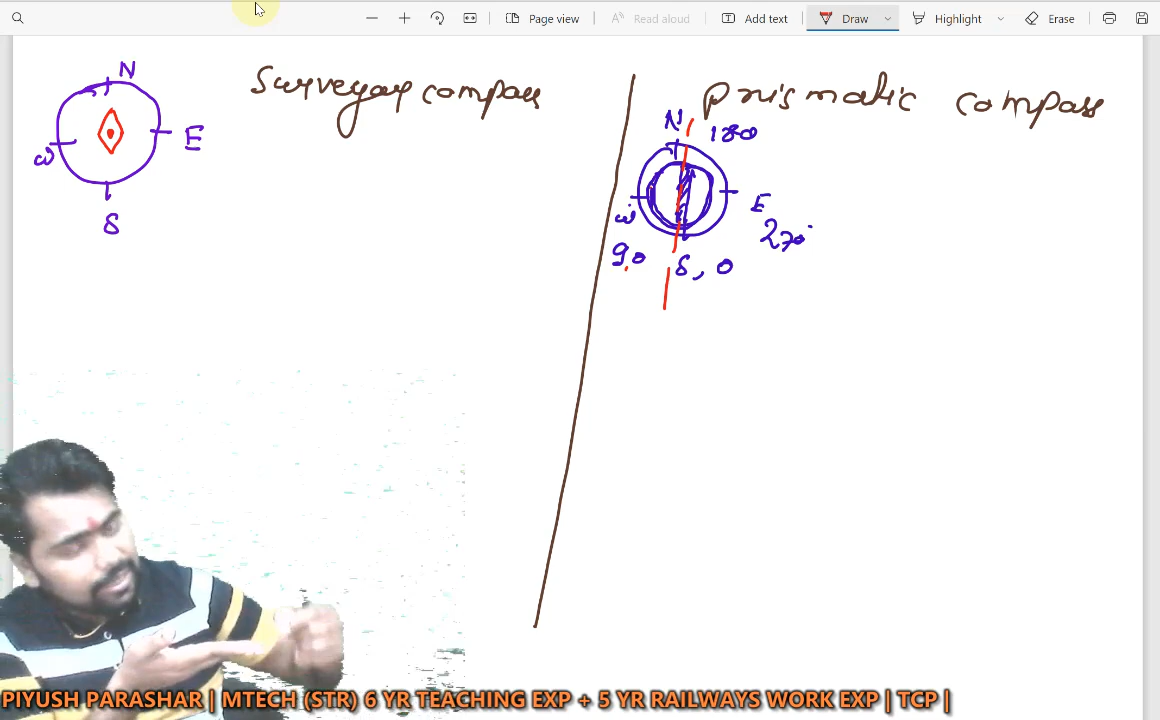 Page view
Read aloud
Add text
Draw
Highlight
Erase
N
E
W
S
Surveyay compass
Prismatic compass
N
180
E
270°
W
90
S, 0
PIYUSH PARASHAR | MTECH (STR) 6 YR TEACHING EXP + 5 YR RAILWAYS WORK EXP | TCP |